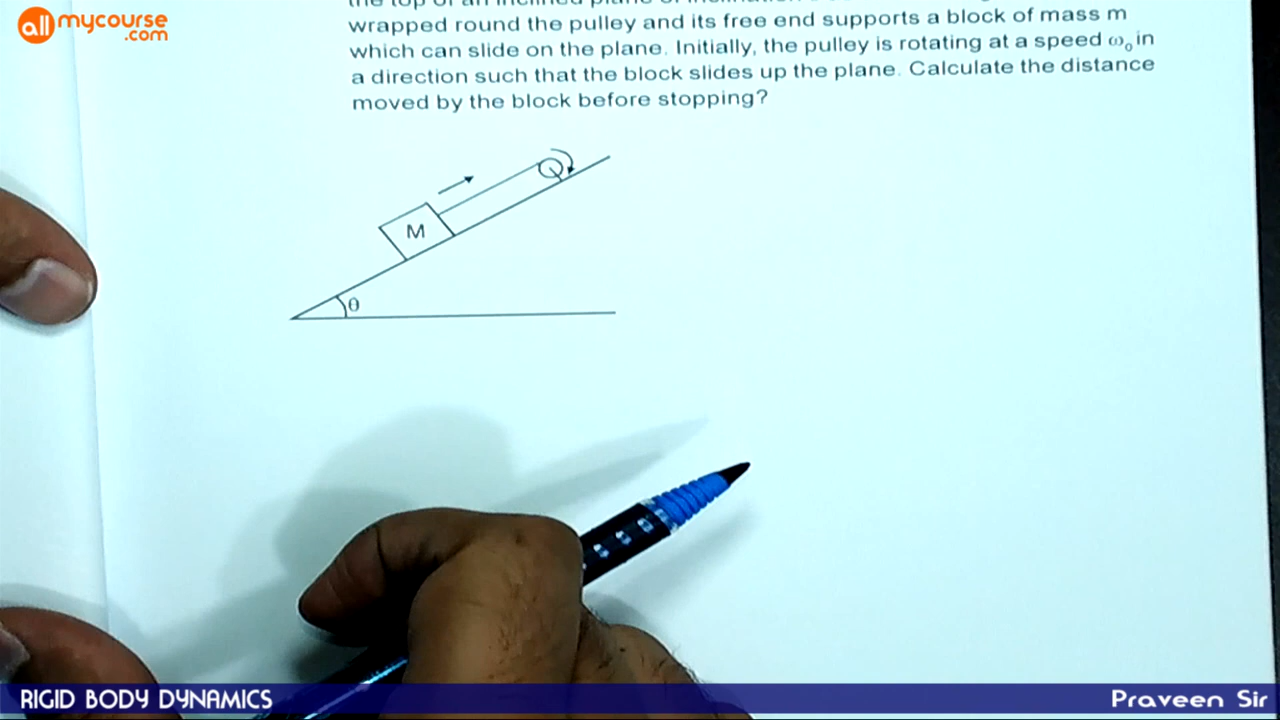 all
mycourse
.com
wrapped round the pulley and its free end supports a block of mass m
which can slide on the plane. Initially, the pulley is rotating at a speed ω₀ in
a direction such that the block slides up the plane. Calculate the distance
moved by the block before stopping?
M
θ
RIGID BODY DYNAMICS
Praveen Sir